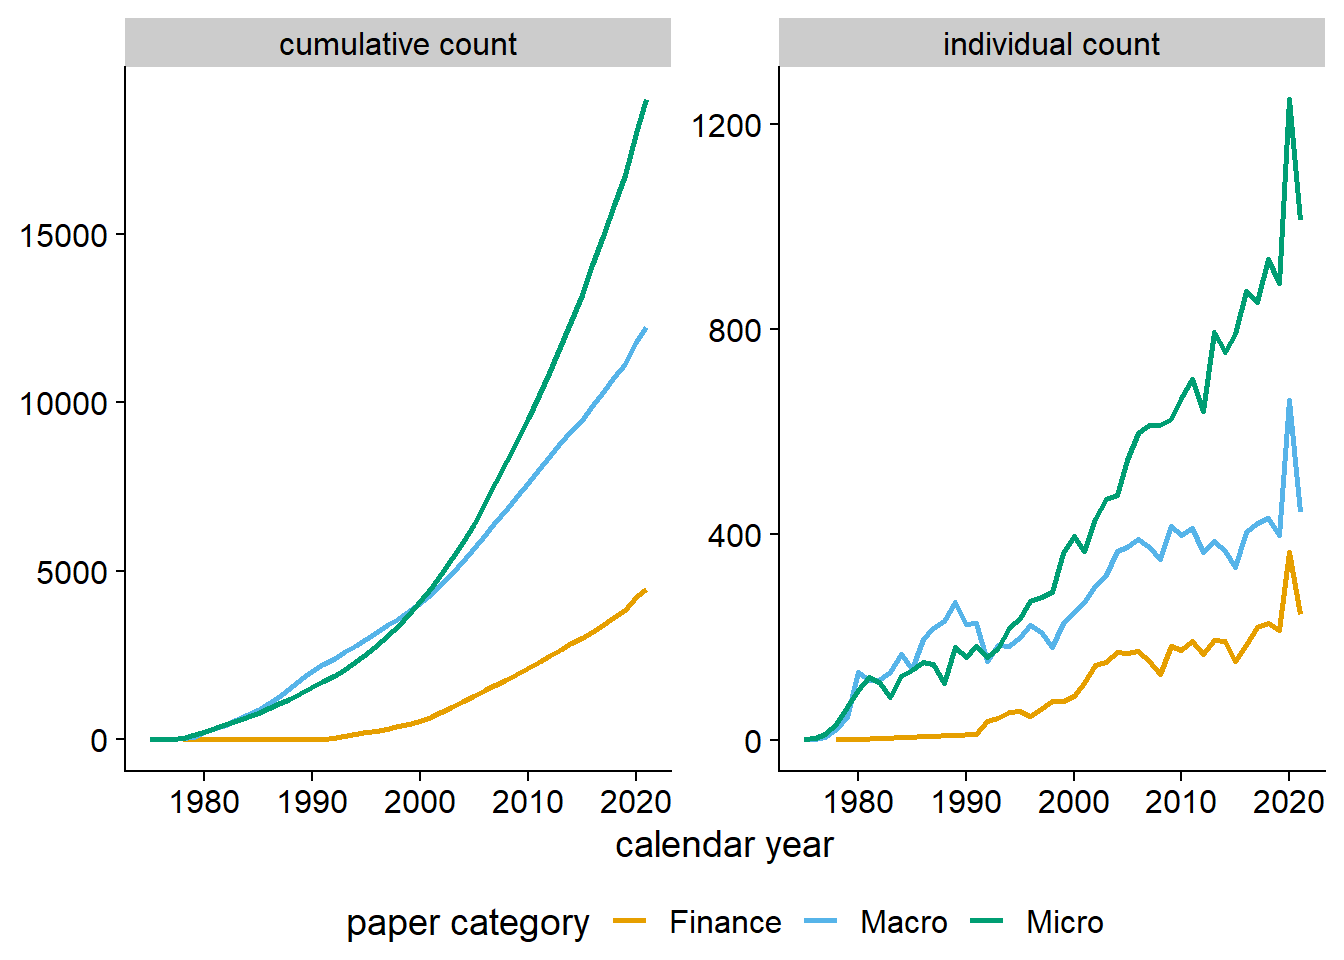 cumulative count
individual count
15000
10000
5000
0
1200
800
400
0
1980 1990 2000 2010 2020
1980 1990 2000 2010 2020
calendar year
paper category Finance Macro Micro